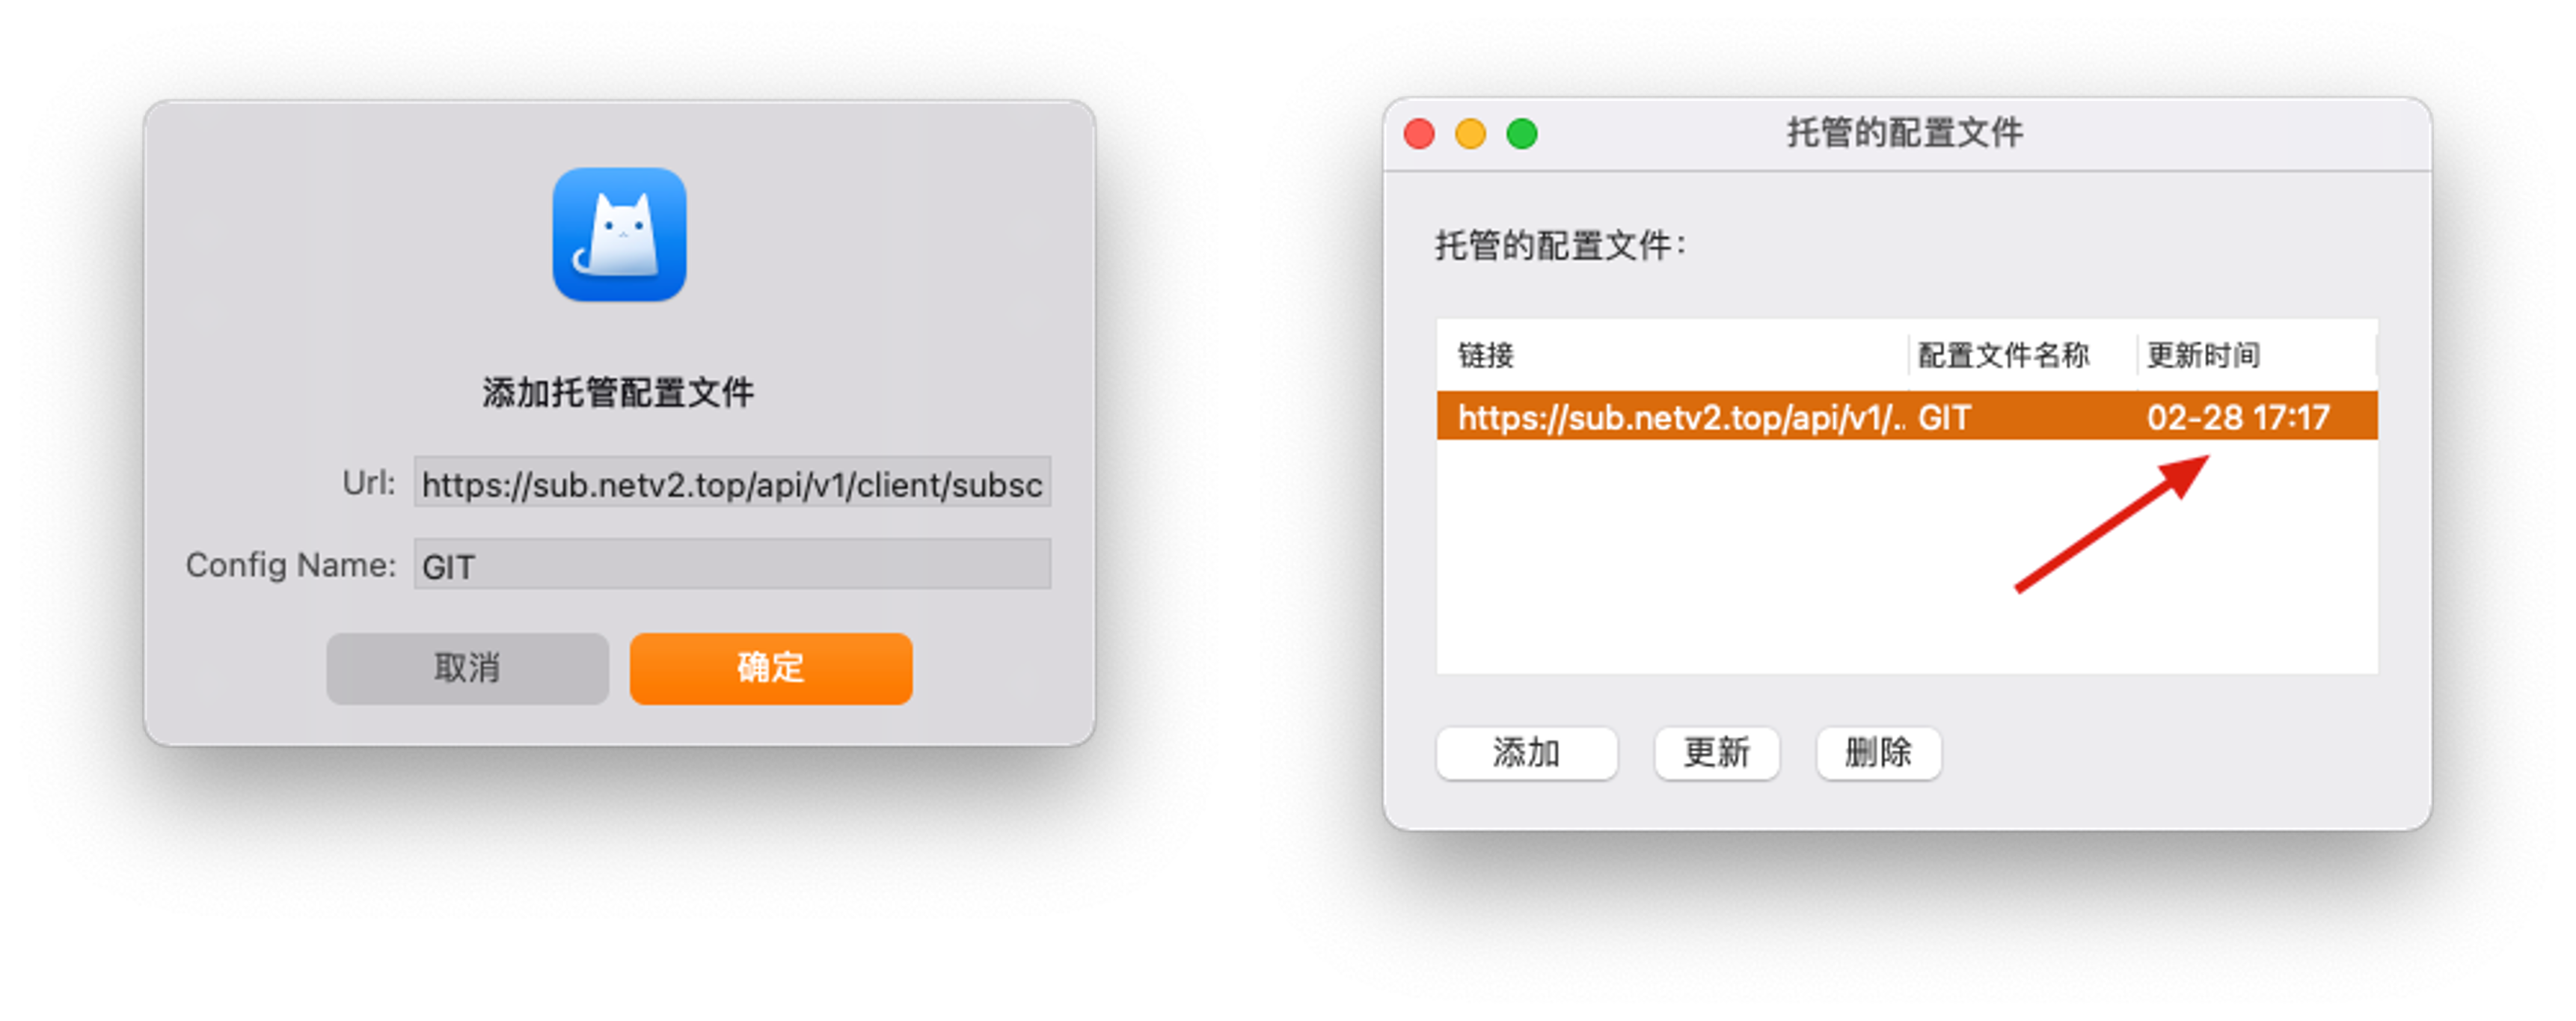 添加托管配置文件
Url: https://sub.netv2.top/api/v1/client/subsc
Config Name: GIT
取消 确定
托管的配置文件
托管的配置文件:
链接 配置文件名称 更新时间
https://sub.netv2.top/api/v1/.. GIT 02-28 17:17
添加 更新 删除